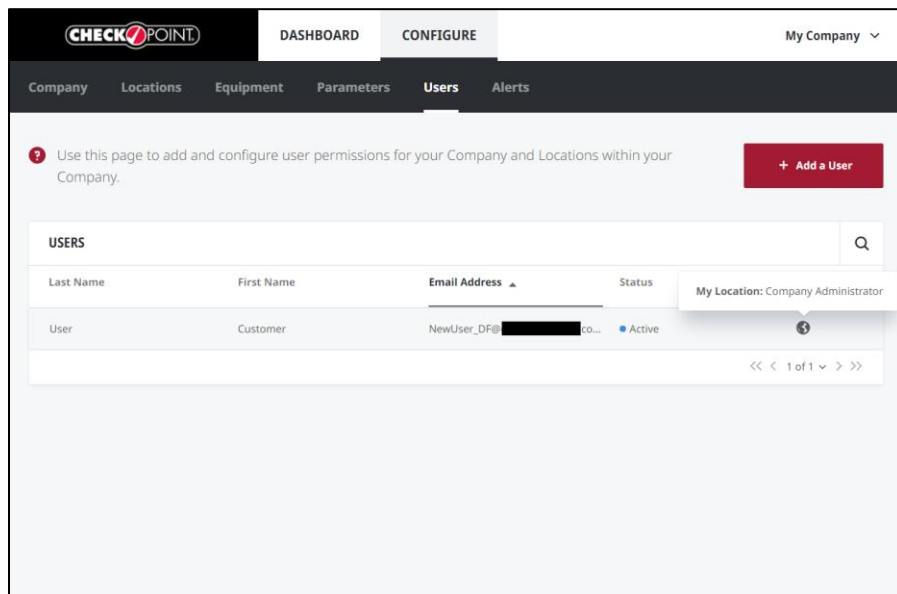 CHECKPOINT.
DASHBOARD
CONFIGURE
My Company
Company
Locations
Equipment
Parameters
Users
Alerts
Use this page to add and configure user permissions for your Company and Locations within your
Company.
+ Add a User
USERS
Last Name
First Name
Email Address
Status
My Location: Company Administrator
User
Customer
NewUser_DF@ co...
Active
<< < 1 of 1 > >>